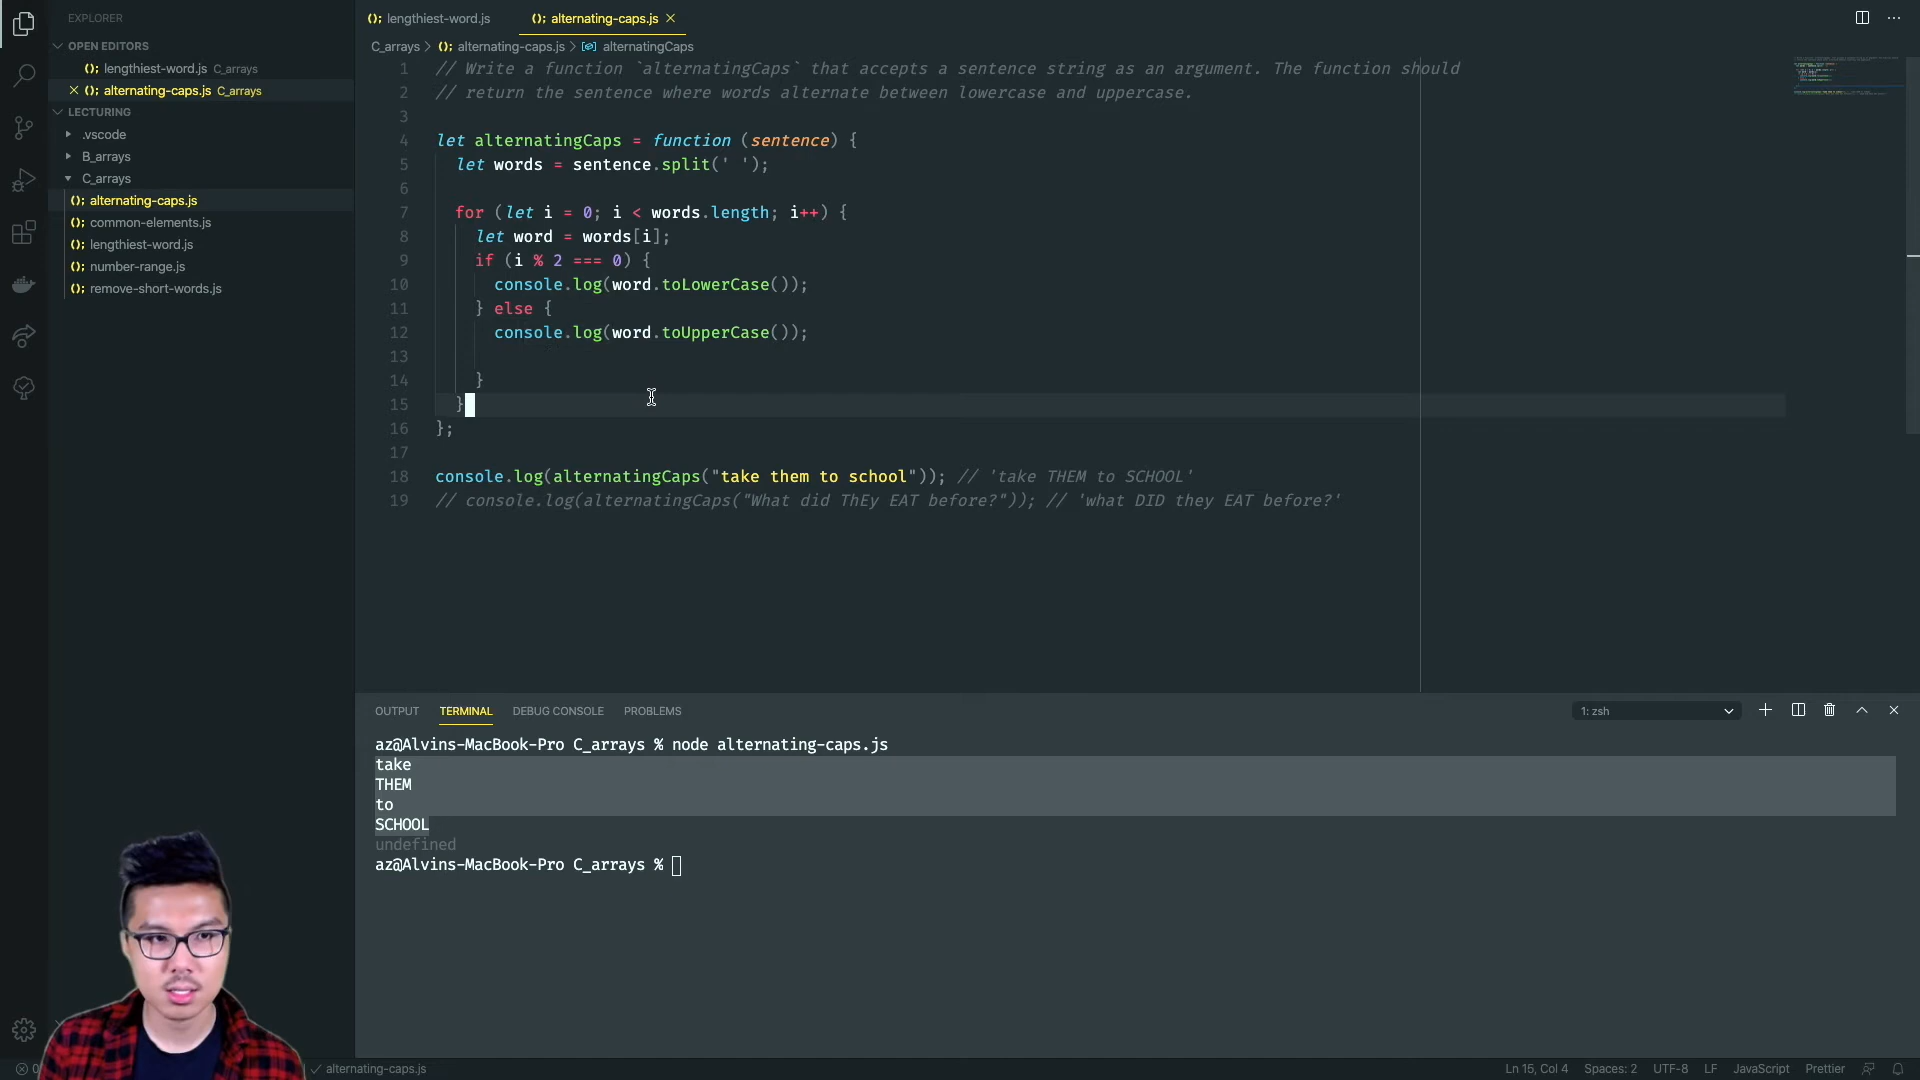 EXPLORER
OPEN EDITORS
(); lengthiest-word.js C_arrays
(); alternating-caps.js C_arrays
LECTURING
.vscode
B_arrays
C_arrays
(); alternating-caps.js
(); common-elements.js
(); lengthiest-word.js
(); number-range.js
(); remove-short-words.js
(); lengthiest-word.js
(); alternating-caps.js
C_arrays > (); alternating-caps.js > alternatingCaps
1 // Write a function `alternatingCaps` that accepts a sentence string as an argument. The function should
2 // return the sentence where words alternate between lowercase and uppercase.
3
4 let alternatingCaps = function (sentence) {
5 let words = sentence.split(' ');
6
7 for (let i = 0; i < words.length; i++) {
8 let word = words[i];
9 if (i % 2 === 0) {
10 console.log(word.toLowerCase());
11 } else {
12 console.log(word.toUpperCase());
13
14 }
15 }
16 };
17
18 console.log(alternatingCaps("take them to school")); // 'take THEM to SCHOOL'
19 // console.log(alternatingCaps("What did ThEy EAT before?")); // 'what DID they EAT before?'
OUTPUT TERMINAL DEBUG CONSOLE PROBLEMS
1: zsh
az@Alvins-MacBook-Pro C_arrays % node alternating-caps.js
take
THEM
to
SCHOOL
undefined
az@Alvins-MacBook-Pro C_arrays %
0
alternating-caps.js
Ln 15, Col 4 Spaces: 2 UTF-8 LF JavaScript Prettier